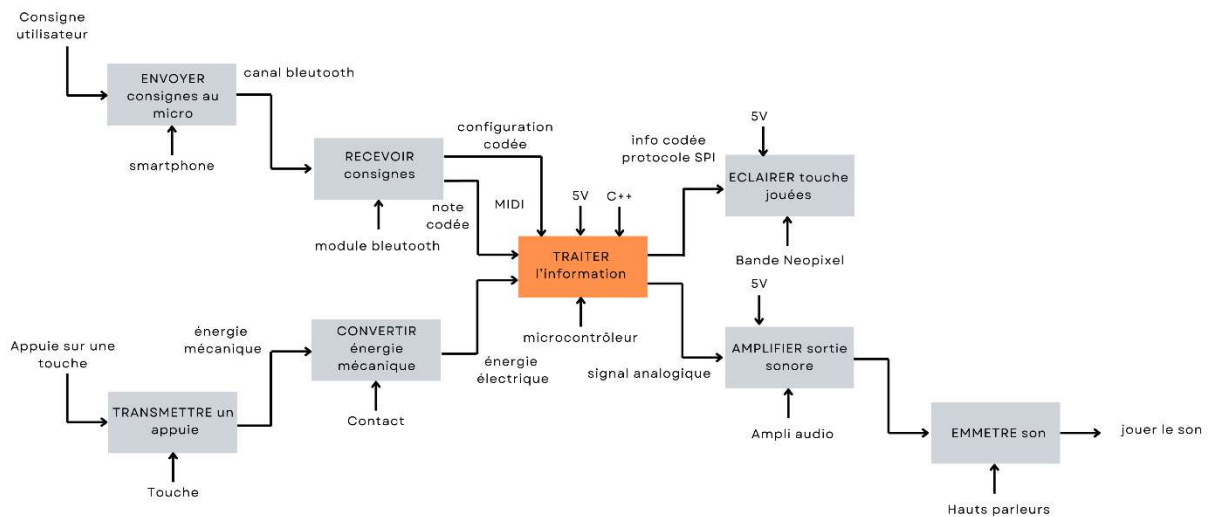 Consigne
utilisateur
ENVOYER
consignes au
micro
canal bleutooth
smartphone
RECEVOIR
consignes
configuration
codée
note
codée
MIDI
module bleutooth
5V
C++
TRAITER
l'information
microcontrôleur
info codée
protocole SPI
5V
ECLAIRER touche
jouées
Bande Neopixel
Appuie sur une
touche
TRANSMETTRE un
appuie
Touche
énergie
mécanique
CONVERTIR
énergie
mécanique
Contact
énergie
électrique
signal analogique
5V
AMPLIFIER sortie
sonore
Ampli audio
EMMETRE son
Hauts parleurs
jouer le son